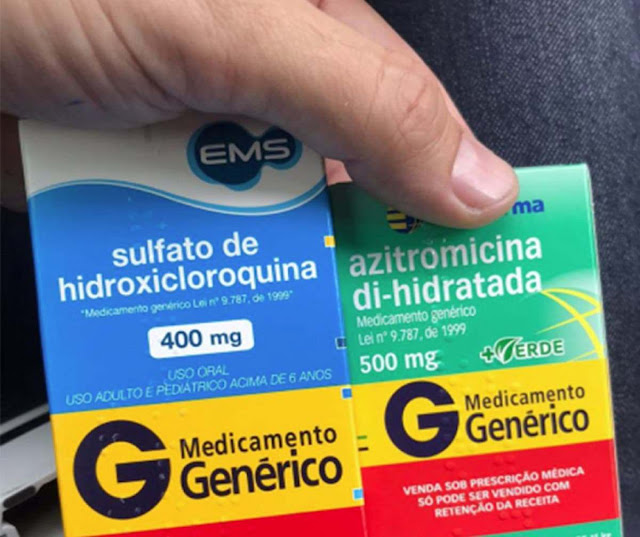 EMS
sulfato de
hidroxicloroquina
"Medicamento genérico Lei nº 9.787, de 1999"
400 mg
USO ORAL
USO ADULTO E PEDIÁTRICO ACIMA DE 6 ANOS
G Medicamento
Genérico
azitromicina
di-hidratada
Medicamento genérico
Lei nº 9.787, de 1999
500 mg
+VERDE
G Medicamento
Genérico
VENDA SOB PRESCRIÇÃO MÉDICA
SÓ PODE SER VENDIDO COM
RETENÇÃO DA RECEITA